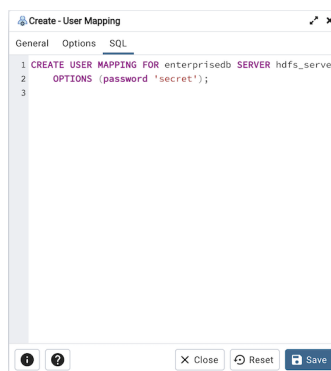 Create - User Mapping
General Options SQL
1 CREATE USER MAPPING FOR enterprisedb SERVER hdfs_serve
2 OPTIONS (password 'secret');
3
Close Reset Save